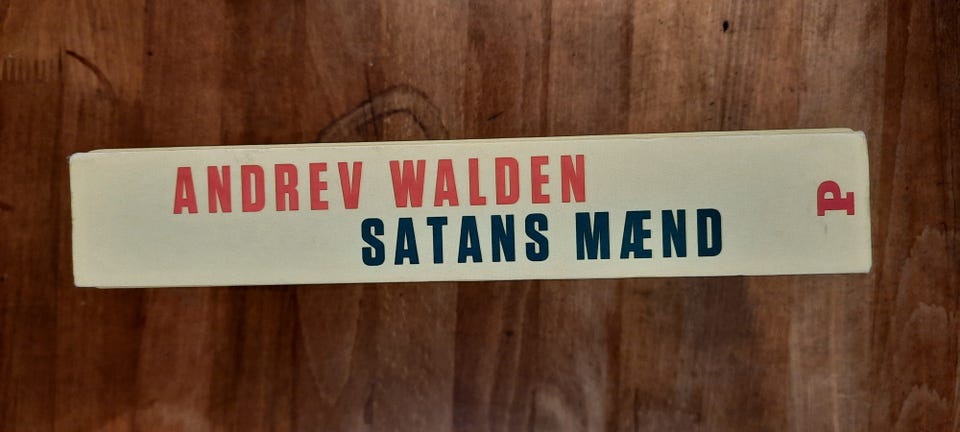 ANDREV WALDEN
SATANS MÆND
P